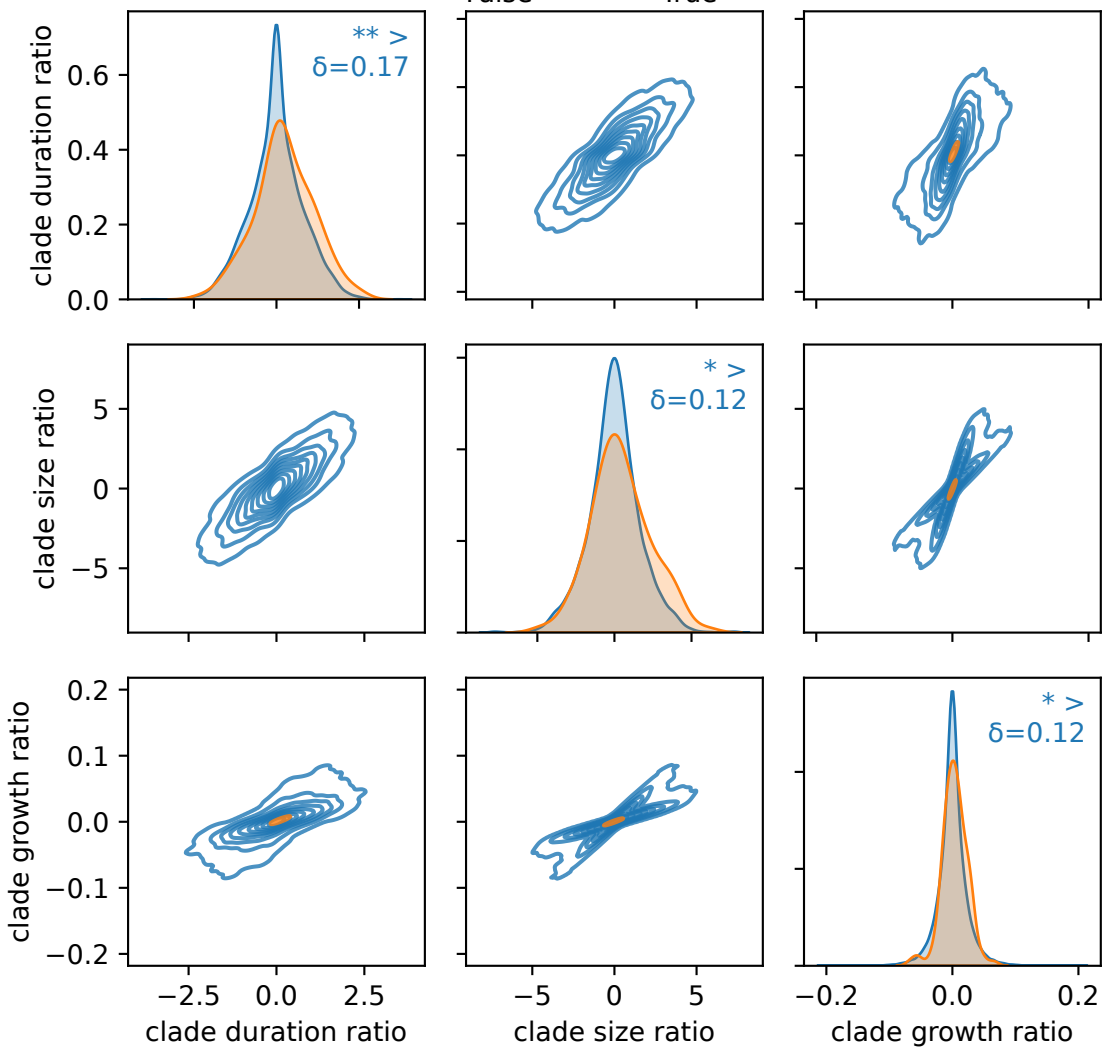 ** >
δ=0.17
clade duration ratio
0.6
0.4
0.2
0.0
* >
δ=0.12
clade size ratio
5
0
−5
* >
δ=0.12
clade growth ratio
0.2
0.1
0.0
−0.1
−0.2
−2.5 0.0 2.5
−5 0 5
−0.2 0.0 0.2
clade duration ratio
clade size ratio
clade growth ratio